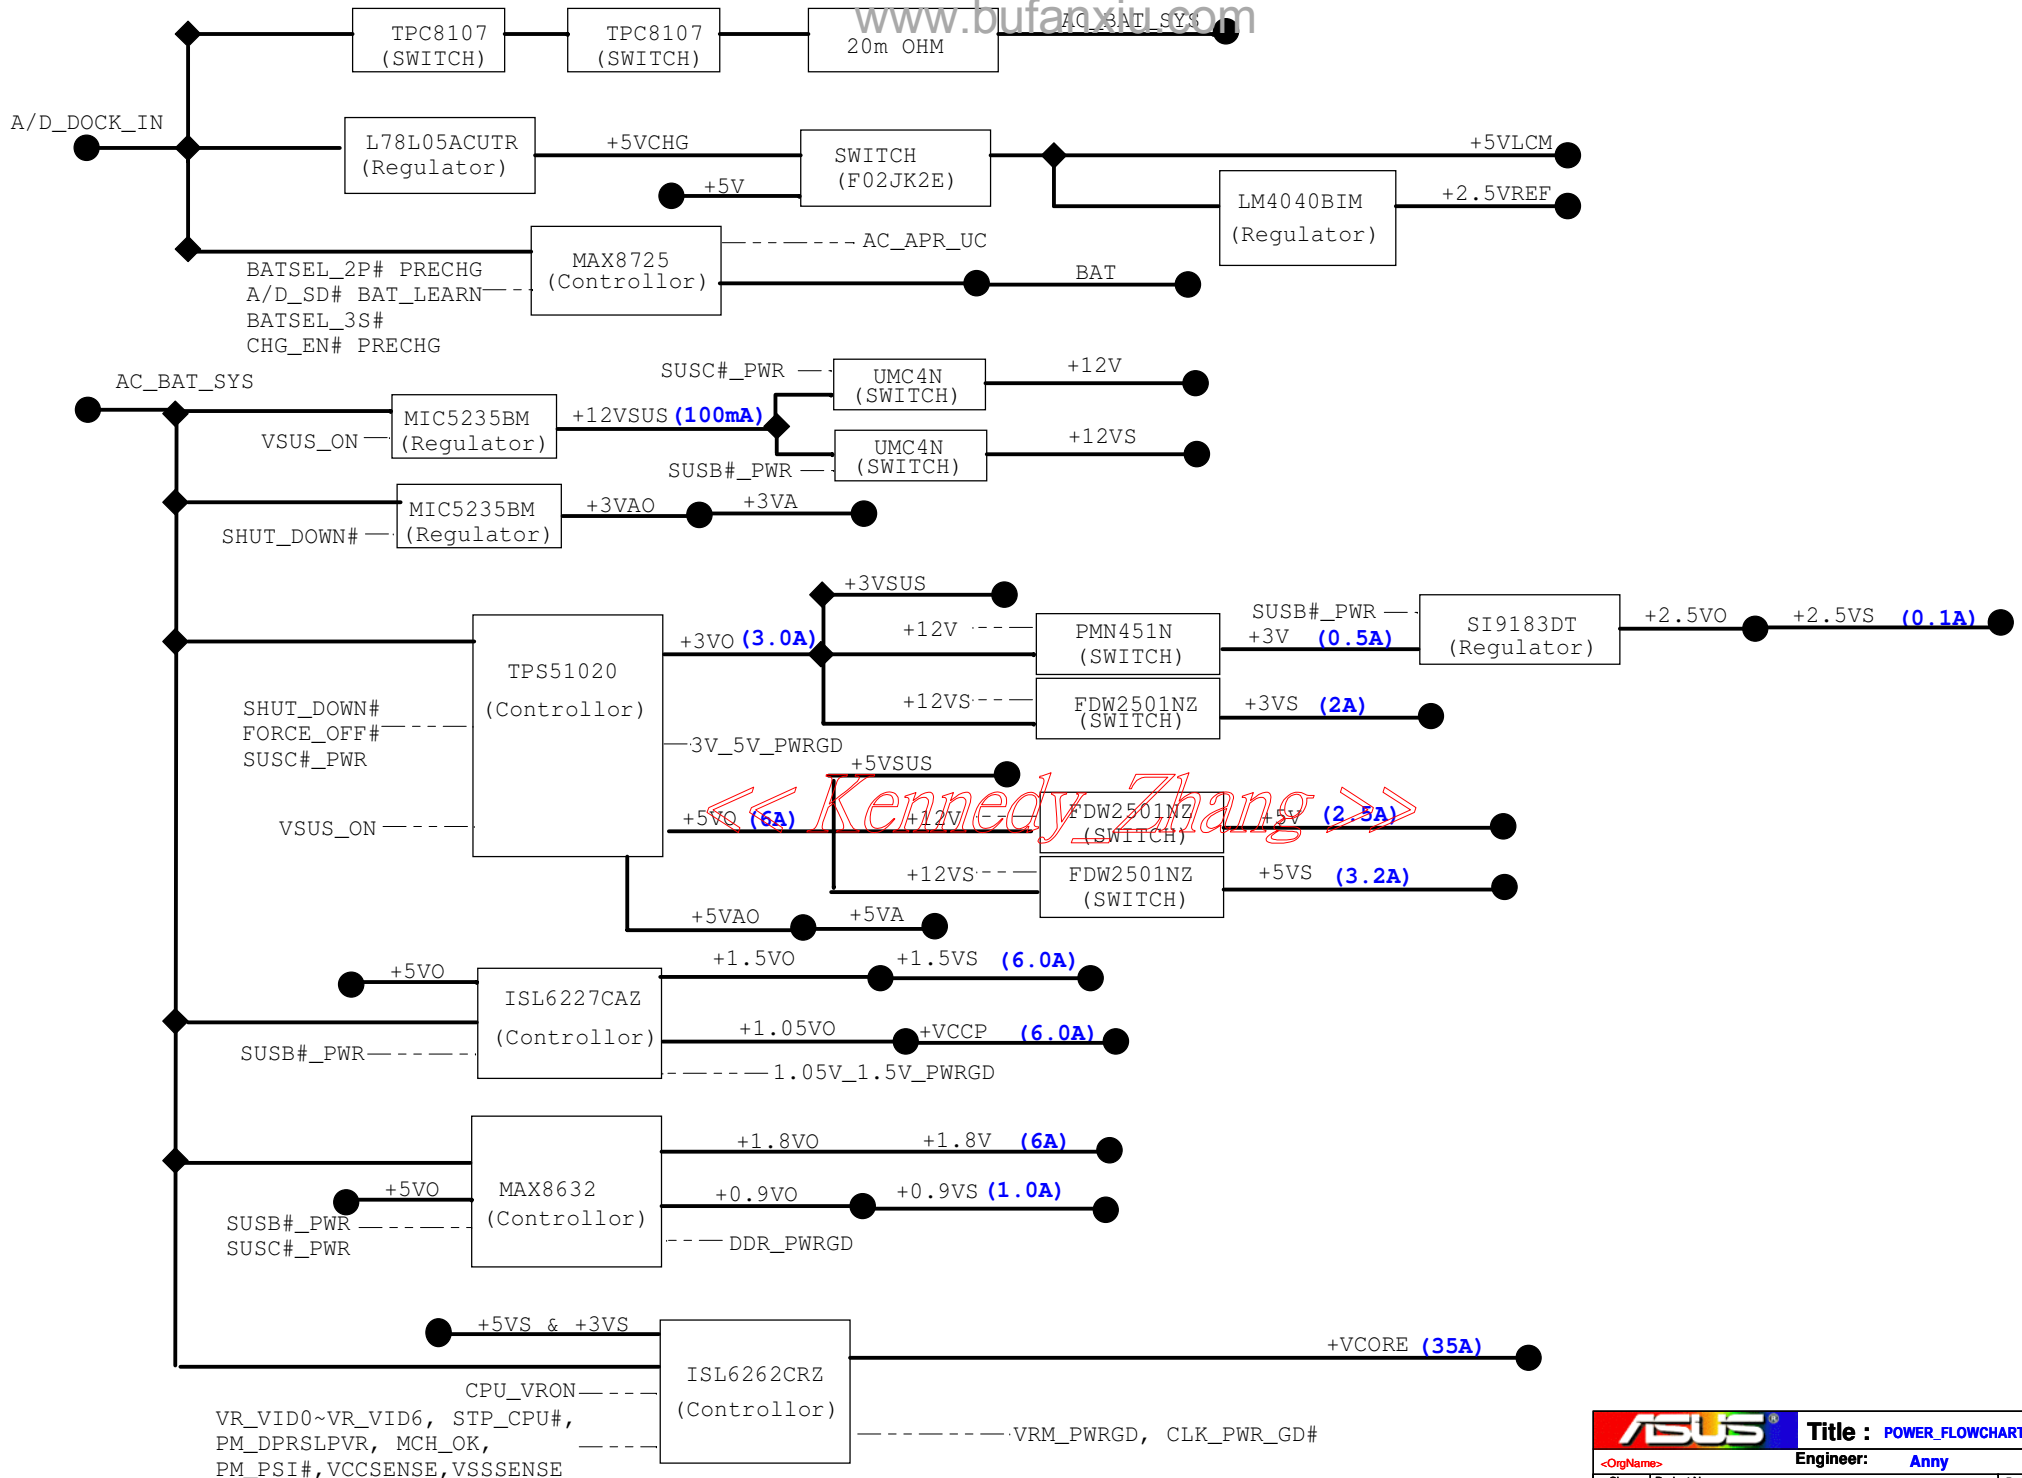 www.bufanxiu.com
TPC8107
(SWITCH)
TPC8107
(SWITCH)
20m OHM
AC_BAT_SYS
A/D_DOCK_IN
L78L05ACUTR
(Regulator)
+5VCHG
+5V
SWITCH
(F02JK2E)
+5VLCM
LM4040BIM
(Regulator)
+2.5VREF
BATSEL_2P# PRECHG
A/D_SD# BAT_LEARN
BATSEL_3S#
CHG_EN# PRECHG
MAX8725
(Controllor)
AC_APR_UC
BAT
AC_BAT_SYS
VSUS_ON
MIC5235BM
(Regulator)
+12VSUS (100mA)
SUSC#_PWR
UMC4N
(SWITCH)
+12V
SUSB#_PWR
UMC4N
(SWITCH)
+12VS
SHUT_DOWN#
MIC5235BM
(Regulator)
+3VAO
+3VA
TPS51020
(Controllor)
SHUT_DOWN#
FORCE_OFF#
SUSC#_PWR
VSUS_ON
+3VO (3.0A)
+3VSUS
+12V
PMN451N
(SWITCH)
+3V (0.5A)
SUSB#_PWR
SI9183DT
(Regulator)
+2.5VO
+2.5VS (0.1A)
+12VS
FDW2501NZ
(SWITCH)
+3VS (2A)
3V_5V_PWRGD
+5VSUS
<< Kennedy_Zhang >>
+5VO (6A)
+12V
FDW2501NZ
(SWITCH)
+5V (2.5A)
+12VS
FDW2501NZ
(SWITCH)
+5VS (3.2A)
+5VAO
+5VA
+5VO
ISL6227CAZ
(Controllor)
SUSB#_PWR
+1.5VO
+1.5VS (6.0A)
+1.05VO
+VCCP (6.0A)
1.05V_1.5V_PWRGD
MAX8632
(Controllor)
+5VO
SUSB#_PWR
SUSC#_PWR
+1.8VO
+1.8V (6A)
+0.9VO
+0.9VS (1.0A)
DDR_PWRGD
+5VS & +3VS
ISL6262CRZ
(Controllor)
+VCORE (35A)
CPU_VRON
VR_VID0~VR_VID6, STP_CPU#,
PM_DPRSLPVR, MCH_OK,
PM_PSI#,VCCSENSE,VSSSENSE
VRM_PWRGD, CLK_PWR_GD#
ASUS ®
Title : POWER_FLOWCHART
<OrgName>
Engineer: Anny